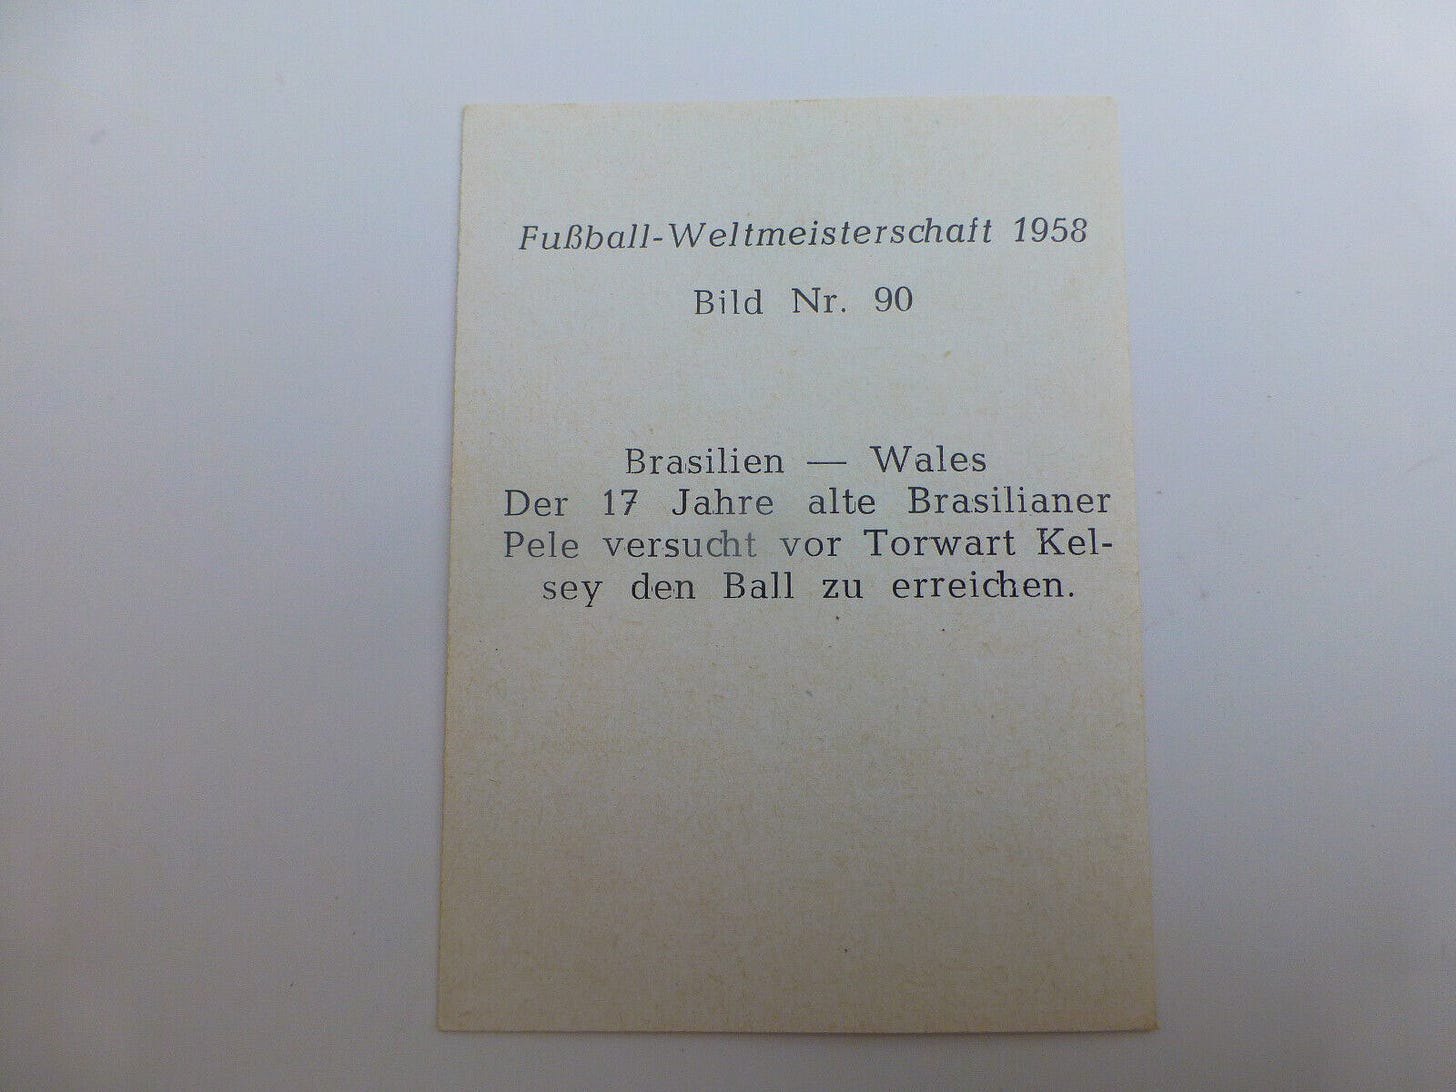 Fußball-Weltmeisterschaft 1958
Bild Nr. 90
Brasilien — Wales
Der 17 Jahre alte Brasilianer
Pele versucht vor Torwart Kel-
sey den Ball zu erreichen.